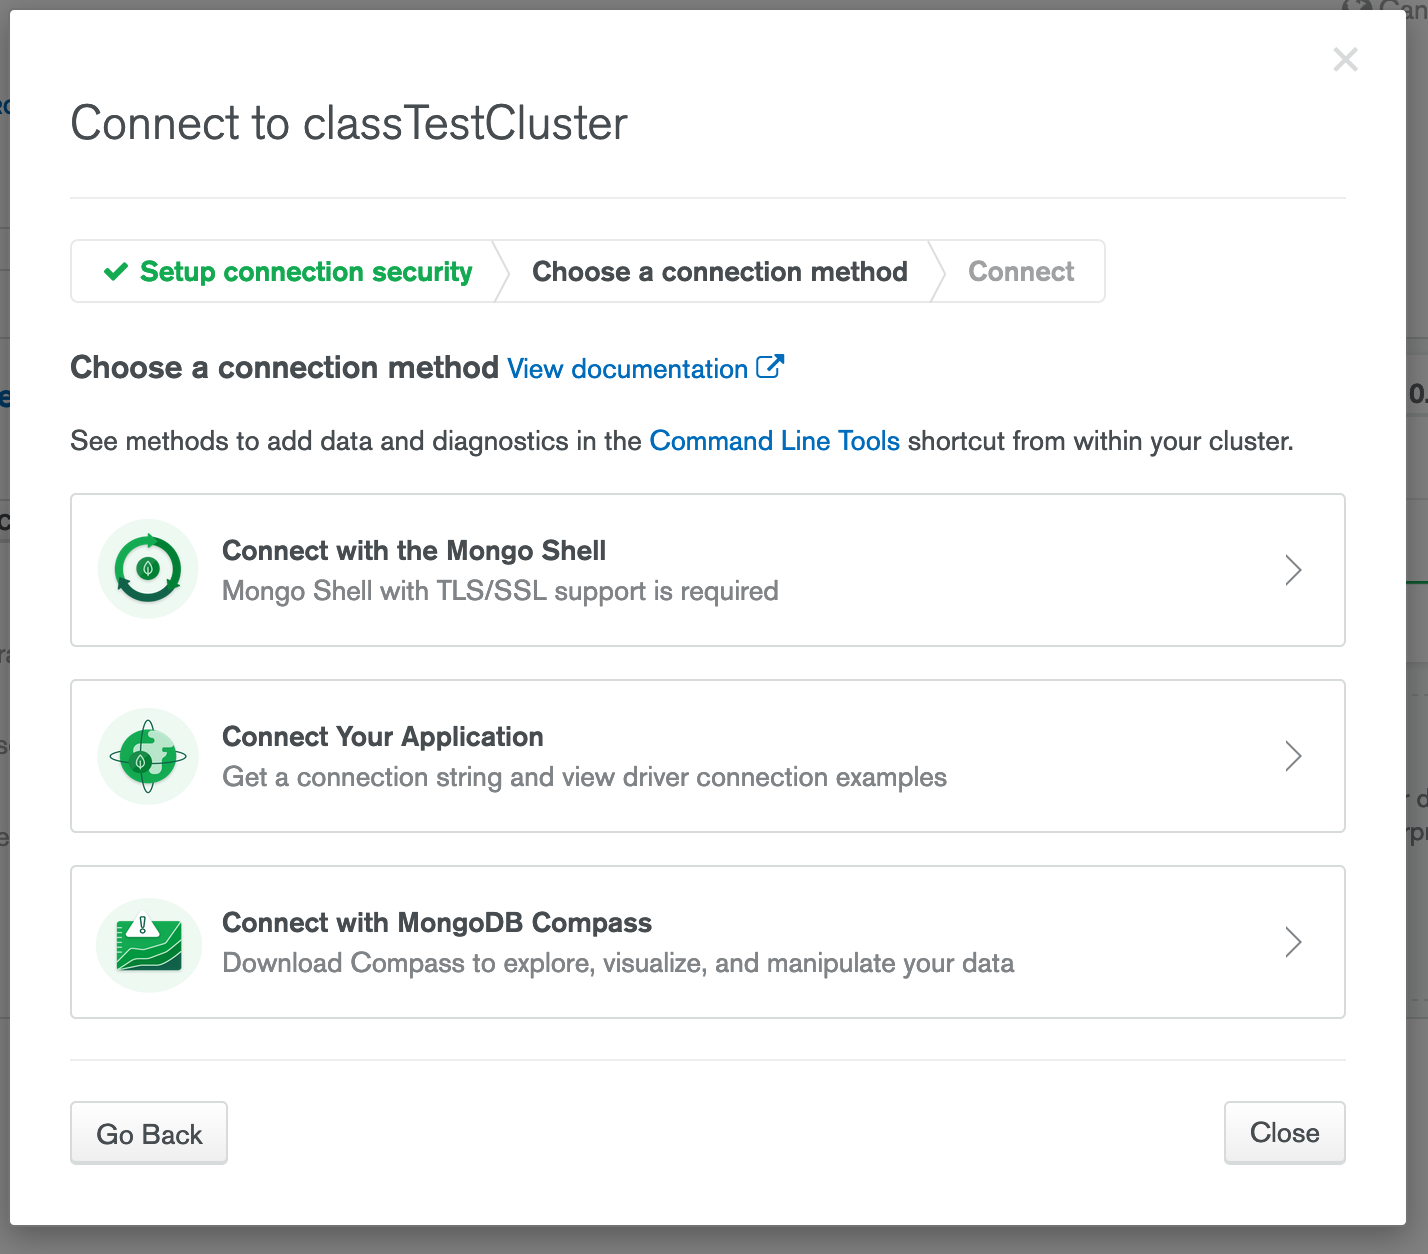 Connect to classTestCluster
Setup connection security
Choose a connection method
Connect
Choose a connection method View documentation
See methods to add data and diagnostics in the Command Line Tools shortcut from within your cluster.
Connect with the Mongo Shell
Mongo Shell with TLS/SSL support is required
Connect Your Application
Get a connection string and view driver connection examples
Connect with MongoDB Compass
Download Compass to explore, visualize, and manipulate your data
Go Back
Close